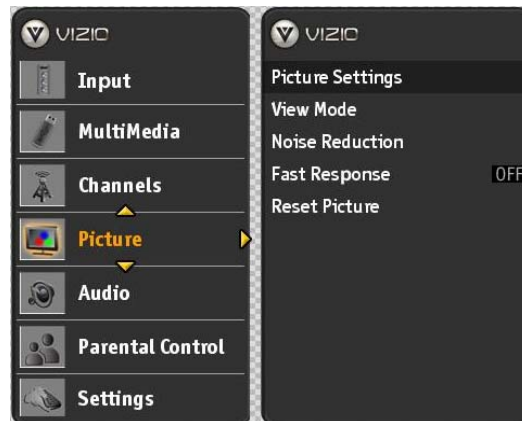 VIZIO
Input
MultiMedia
Channels
Picture
Audio
Parental Control
Settings
VIZIO
Picture Settings
View Mode
Noise Reduction
Fast Response OFF
Reset Picture